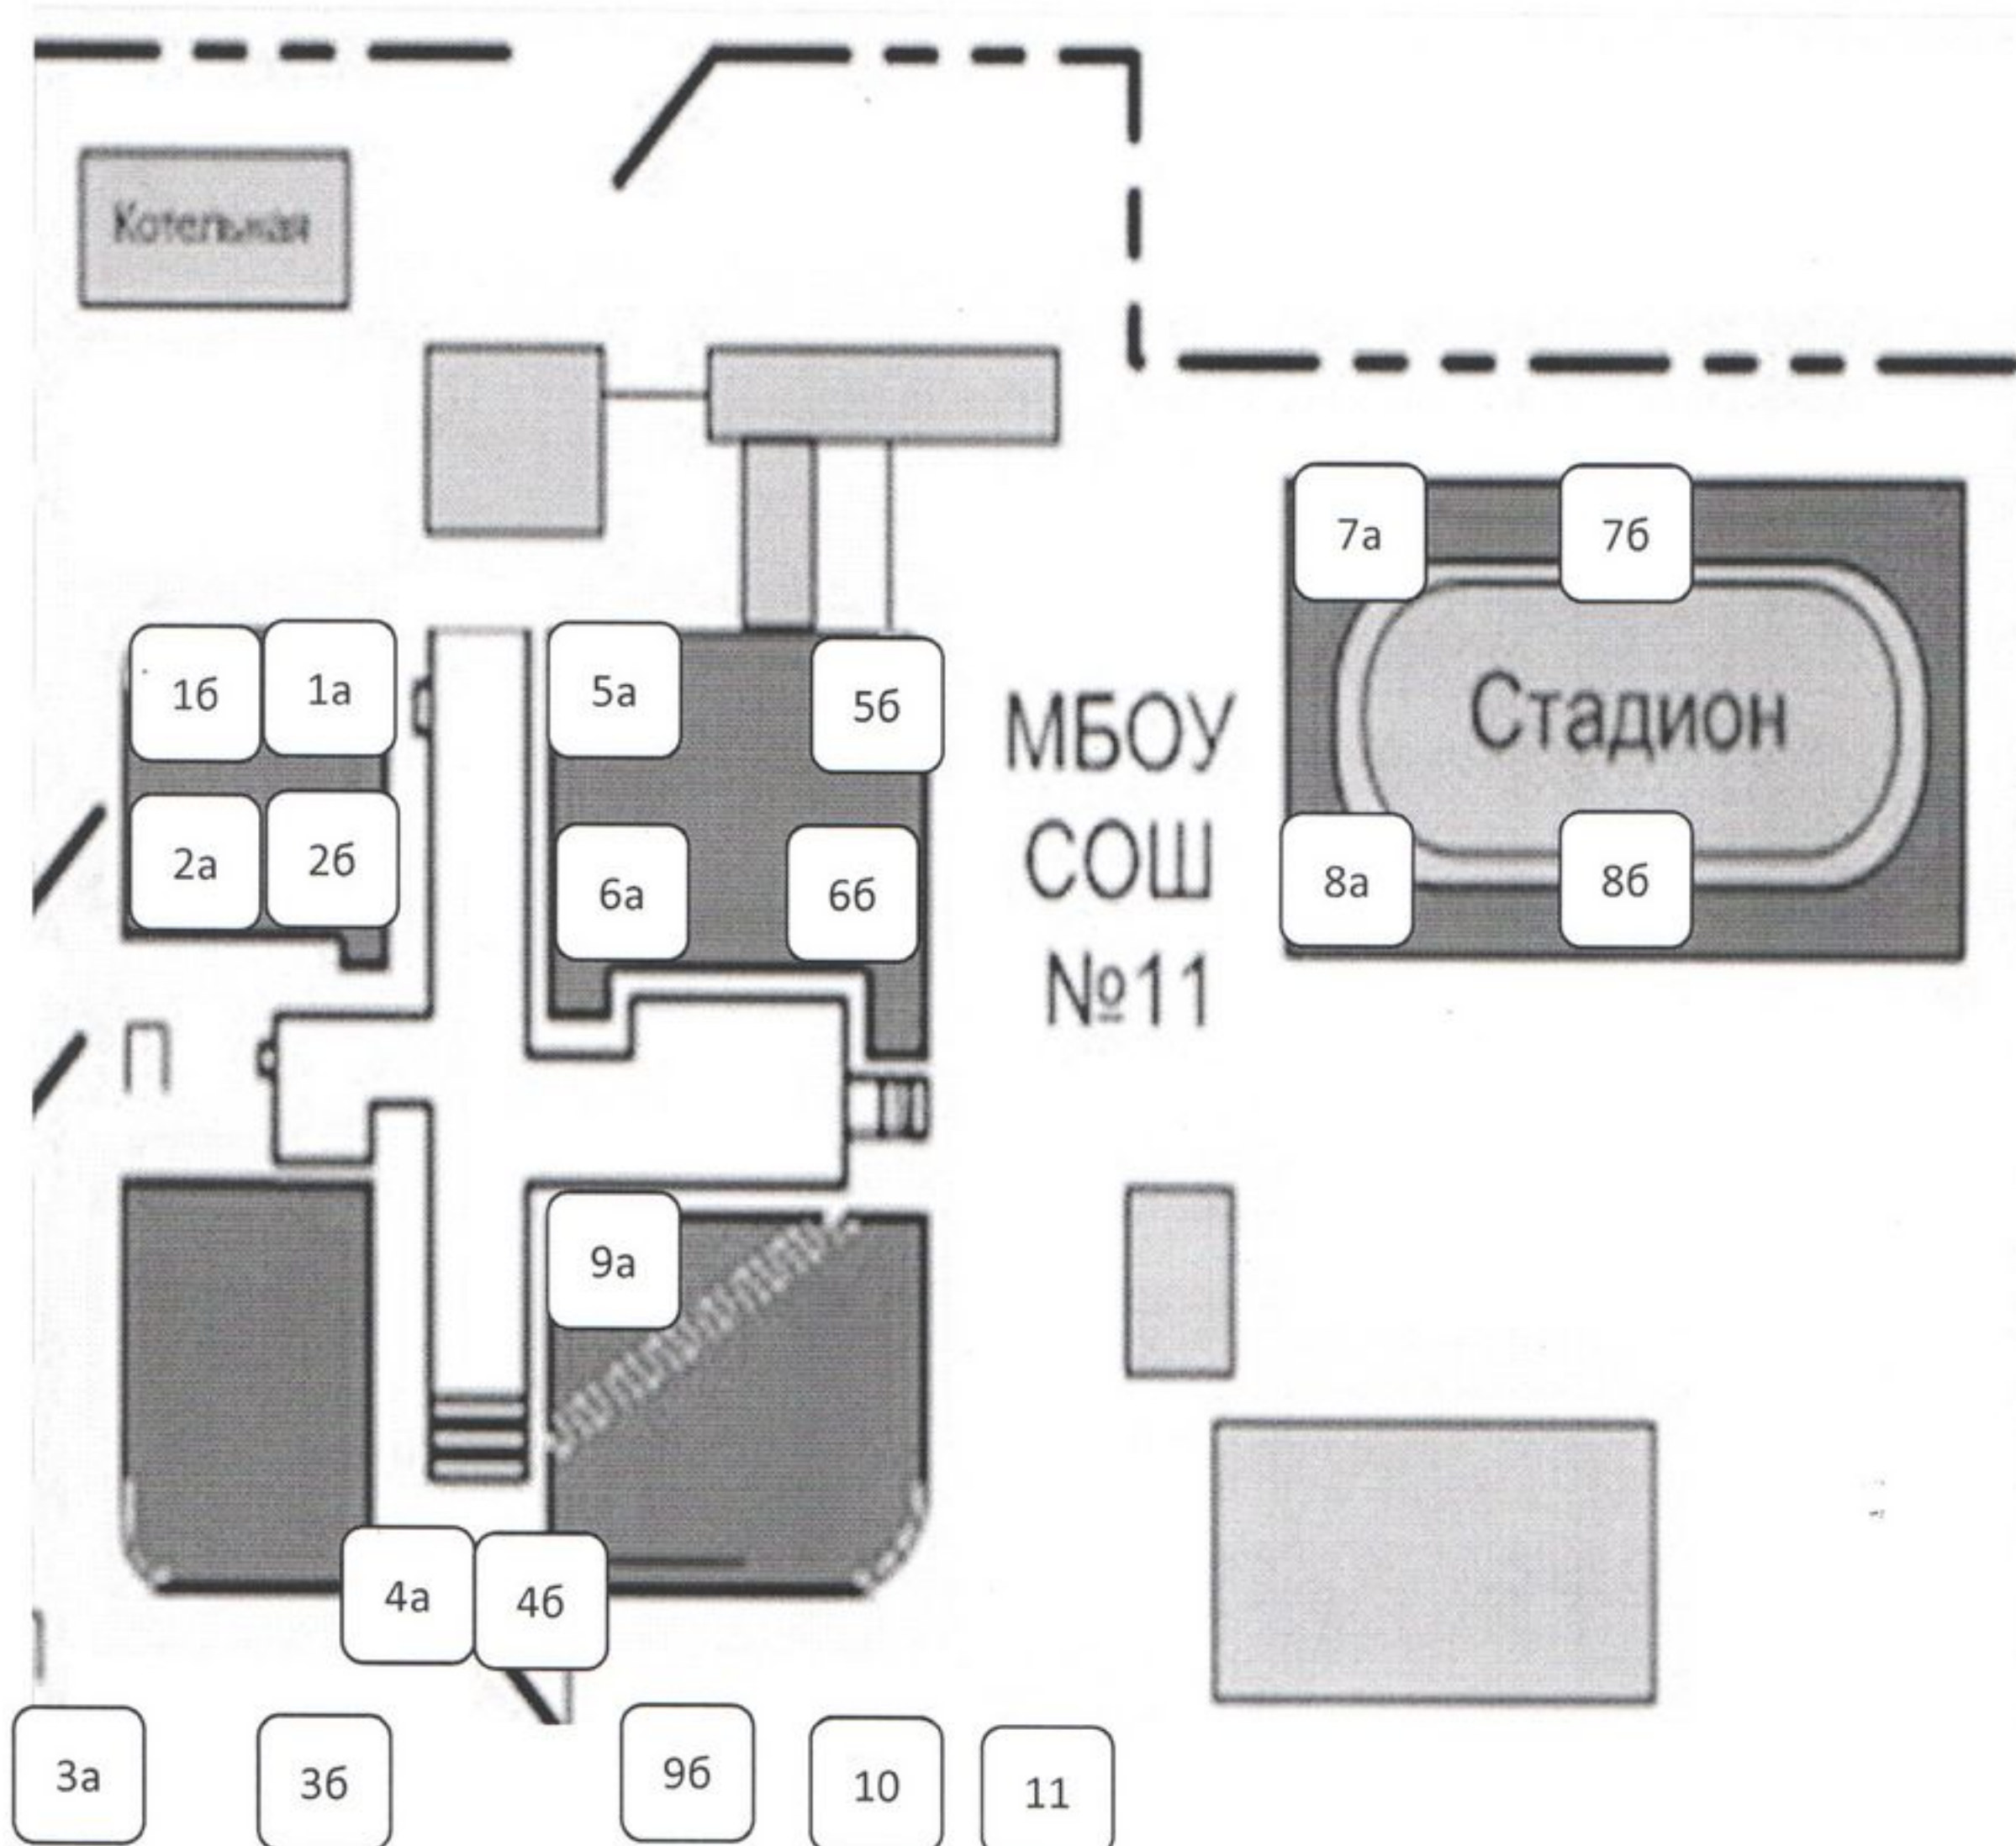 Котельная
7а 7б
1б 1а 5а 5б
МБОУ
СОШ
№11
Стадион
2а 2б 6а 6б
8а 8б
9а
4а 4б
3а 3б 9б 10 11